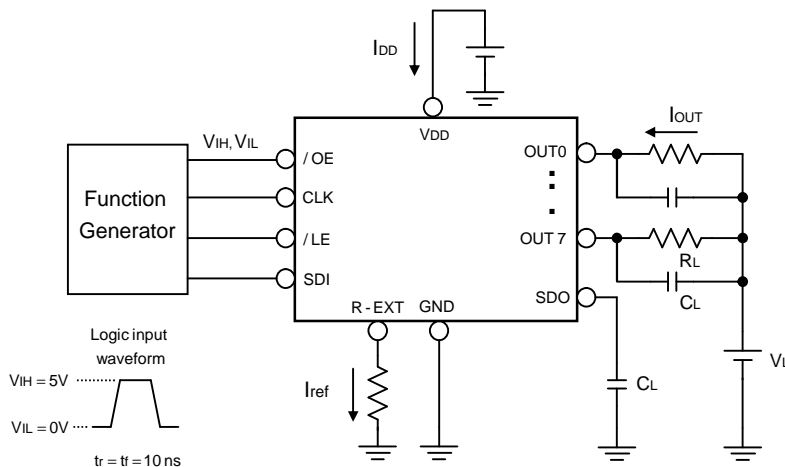 IDD
VDD
VIH, VIL
IOUT
Function
Generator
/OE
CLK
/LE
SDI
OUT0
OUT 7
SDO
R-EXT
GND
RL
CL
CL
VL
Iref
Logic input
waveform
VIH = 5V
VIL = 0V
tr = tf = 10 ns